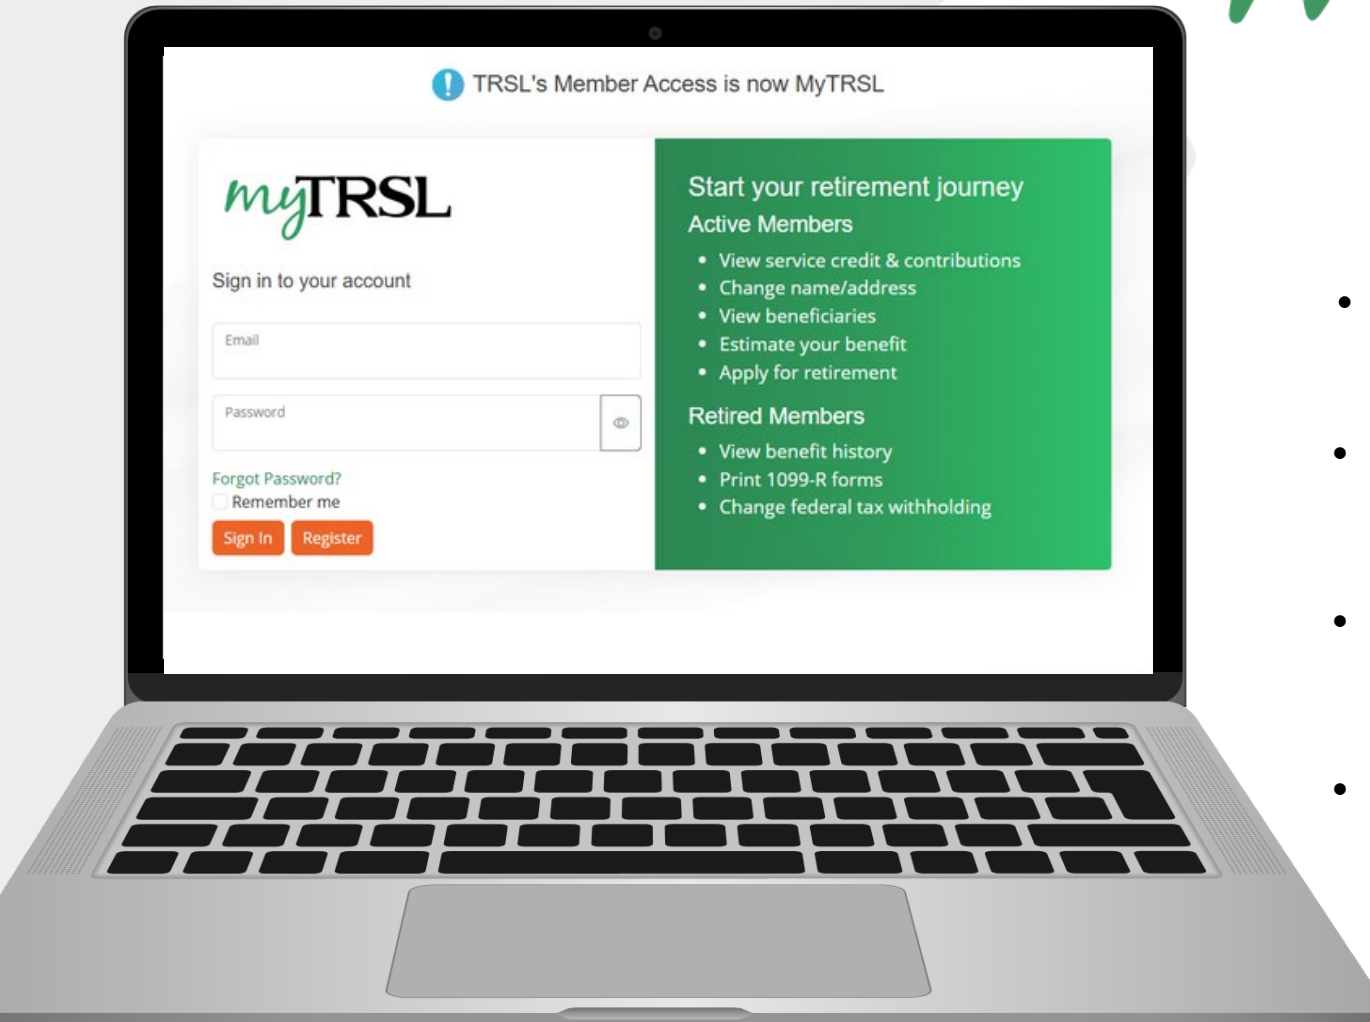 TRSL's Member Access is now MyTRSL
myTRSL
Sign in to your account
Email
Password
Forgot Password?
Remember me
Sign In Register
Start your retirement journey
Active Members
• View service credit & contributions
• Change name/address
• View beneficiaries
• Estimate your benefit
• Apply for retirement
Retired Members
• View benefit history
• Print 1099-R forms
• Change federal tax withholding